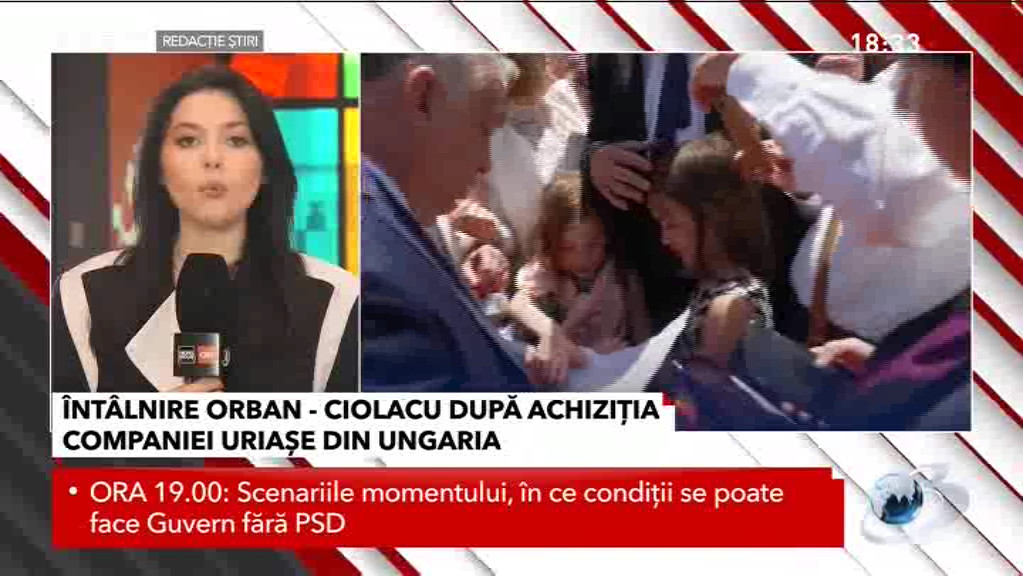 REDACȚIE ȘTIRI
18:33
ÎNTÂLNIRE ORBAN - CIOLACU DUPĂ ACHIZIȚIA
COMPANIEI URIAȘE DIN UNGARIA
• ORA 19.00: Scenariile momentului, în ce condiții se poate
face Guvern fără PSD